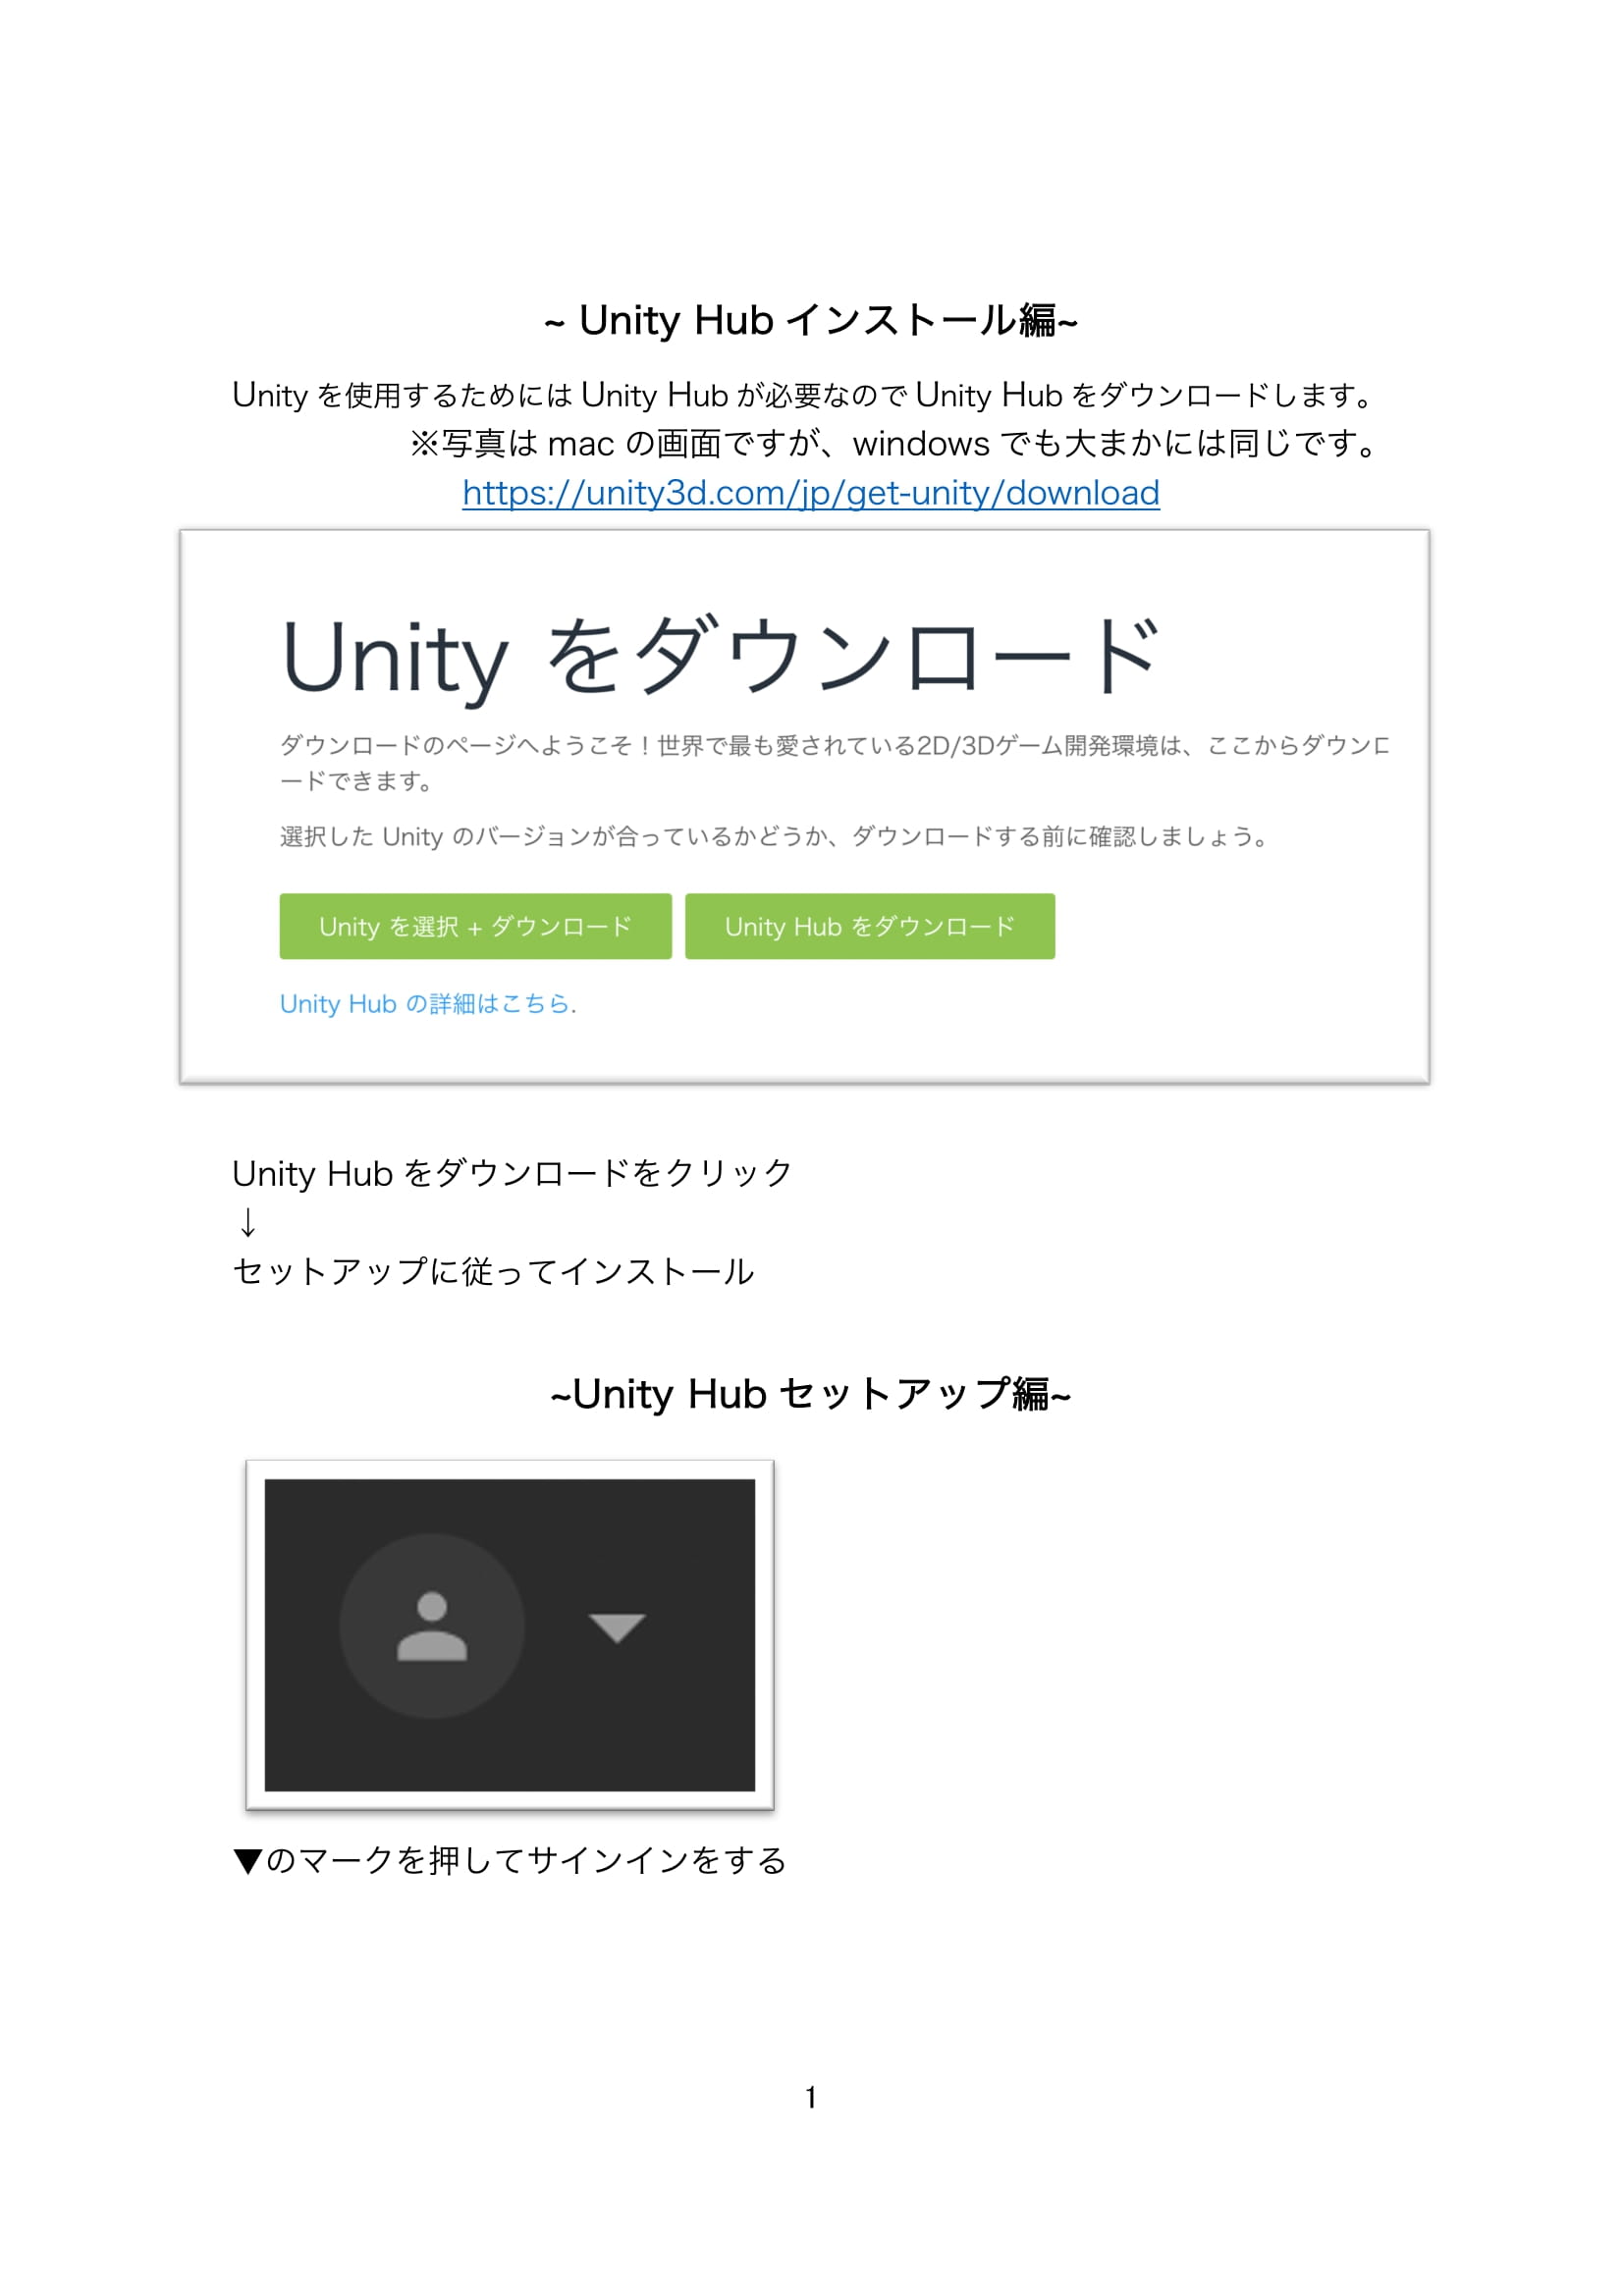 ~ Unity Hub インストール編~
Unity を使用するためには Unity Hub が必要なので Unity Hub をダウンロードします。
※写真は mac の画面ですが、windows でも大まかには同じです。
https://unity3d.com/jp/get-unity/download
Unity をダウンロード
ダウンロードのページへようこそ！世界で最も愛されている2D/3Dゲーム開発環境は、ここからダウンロ
ードできます。
選択した Unity のバージョンが合っているかどうか、ダウンロードする前に確認しましょう。
Unity を選択 + ダウンロード Unity Hub をダウンロード
Unity Hub の詳細はこちら.
Unity Hub をダウンロードをクリック
↓
セットアップに従ってインストール
~Unity Hub セットアップ編~
▼のマークを押してサインインをする
1